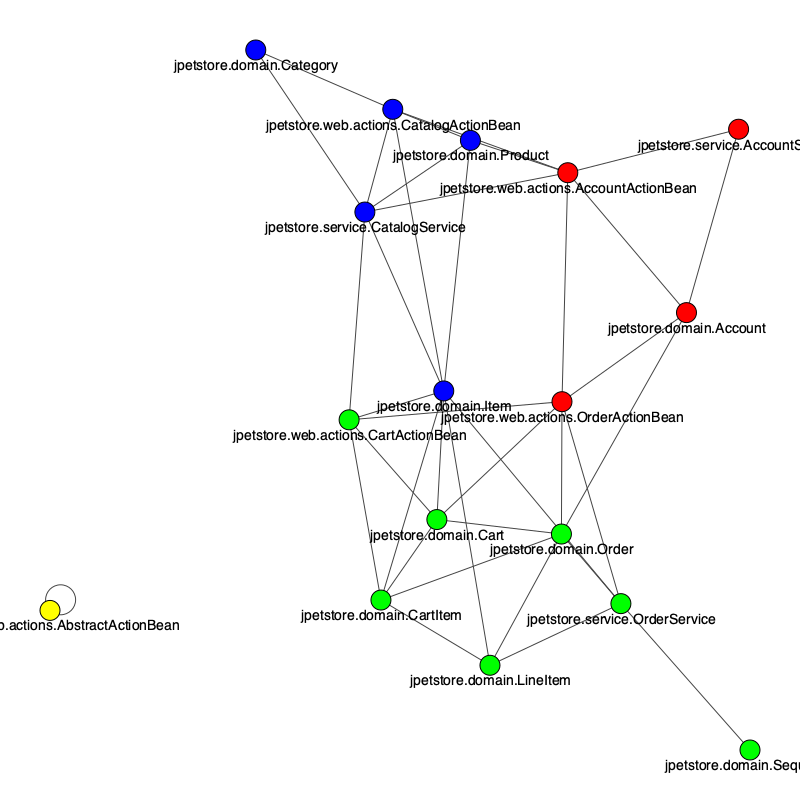 jpetstore.domain.Category
jpetstore.web.actions.CatalogActionBean
jpetstore.service.AccountS
jpetstore.domain.Product
jpetstore.web.actions.AccountActionBean
jpetstore.service.CatalogService
jpetstore.domain.Account
jpetstore.domain.Item
jpetstore.web.actions.OrderActionBean
jpetstore.web.actions.CartActionBean
jpetstore.domain.Cart
jpetstore.domain.Order
jpetstore.domain.CartItem
jpetstore.service.OrderService
b.actions.AbstractActionBean
jpetstore.domain.LineItem
jpetstore.domain.Sequ